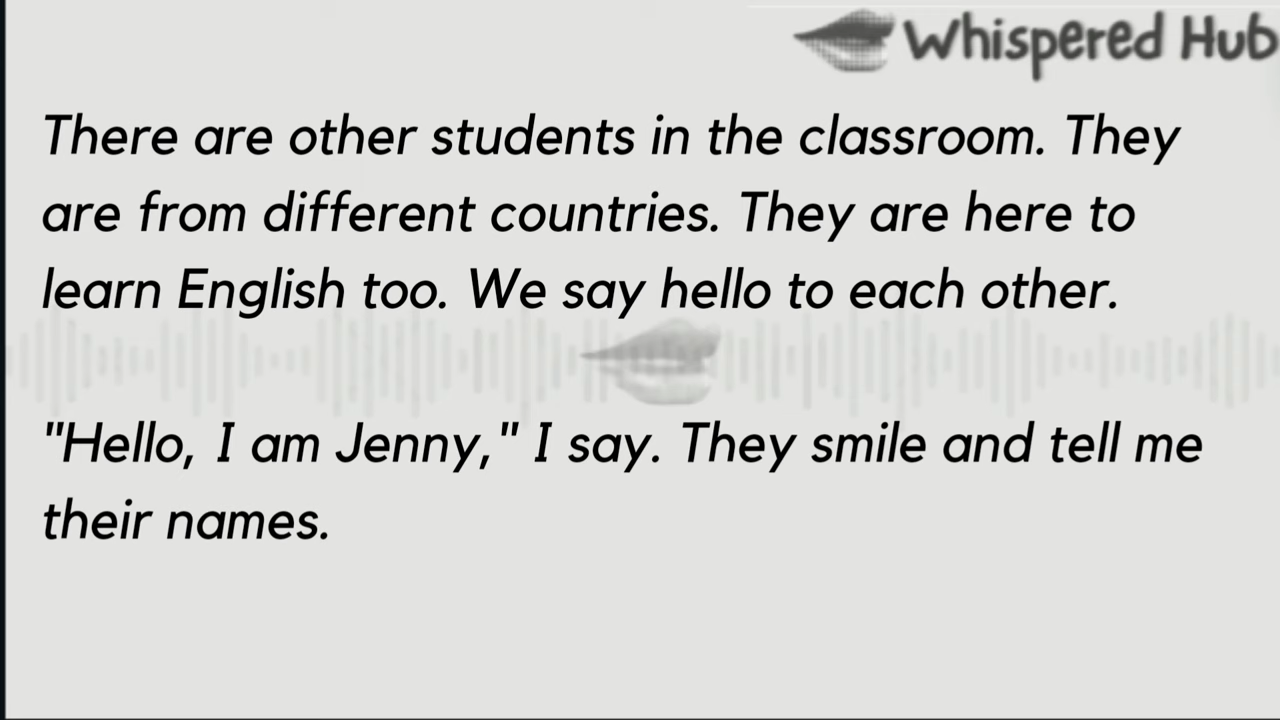 Whispered Hub
There are other students in the classroom. They
are from different countries. They are here to
learn English too. We say hello to each other.
"Hello, I am Jenny," I say. They smile and tell me
their names.